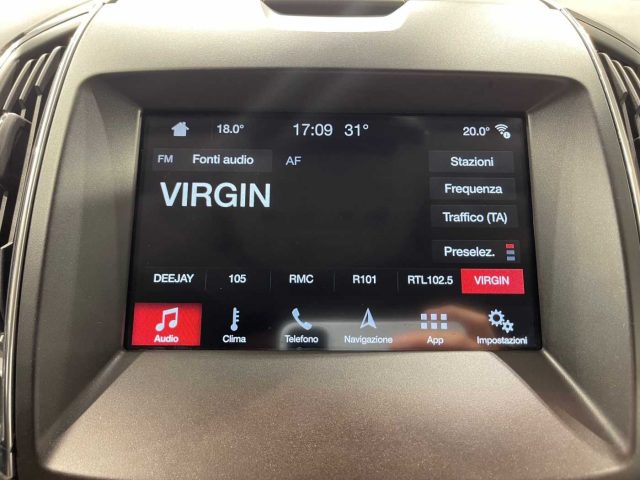 18.0° 17:09 31° 20.0°
FM Fonti audio AF Stazioni
VIRGIN
Frequenza
Traffico (TA)
Preselez.
DEEJAY 105 RMC R101 RTL102.5 VIRGIN
Audio Clima Telefono Navigazione App Impostazioni